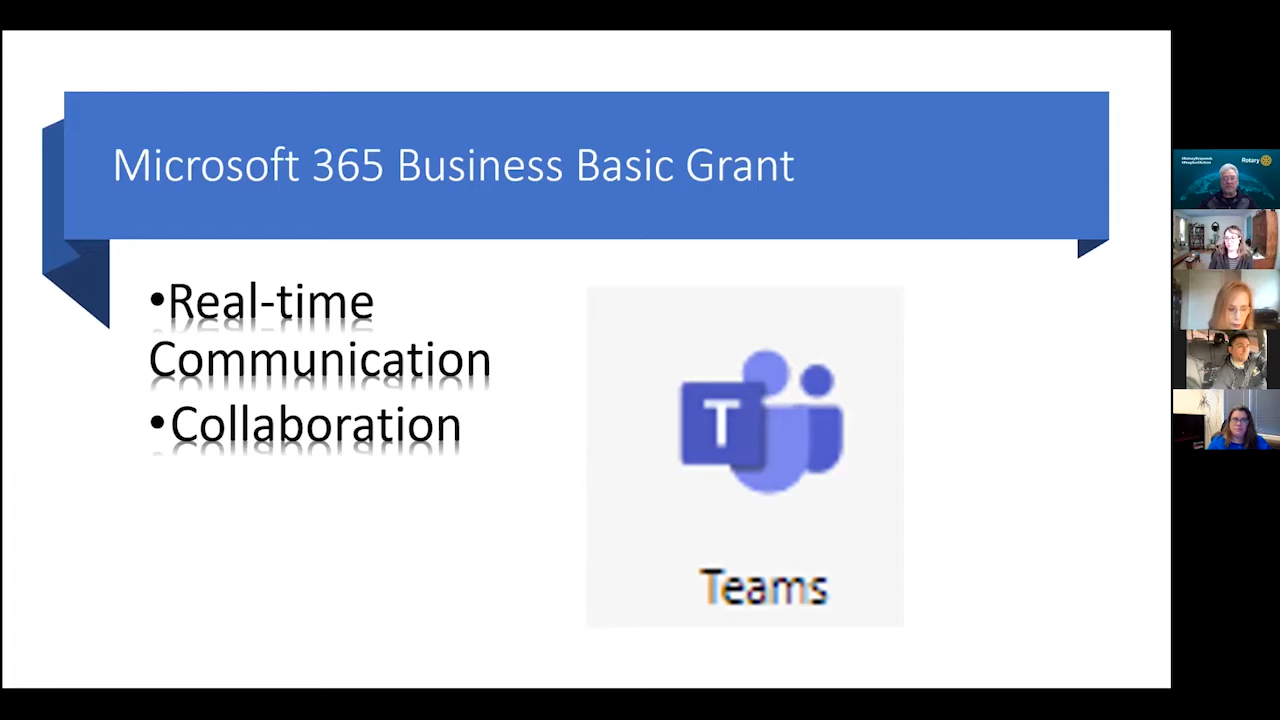 Microsoft 365 Business Basic Grant
•Real-time
Communication
•Collaboration
T
Teams
Rotary